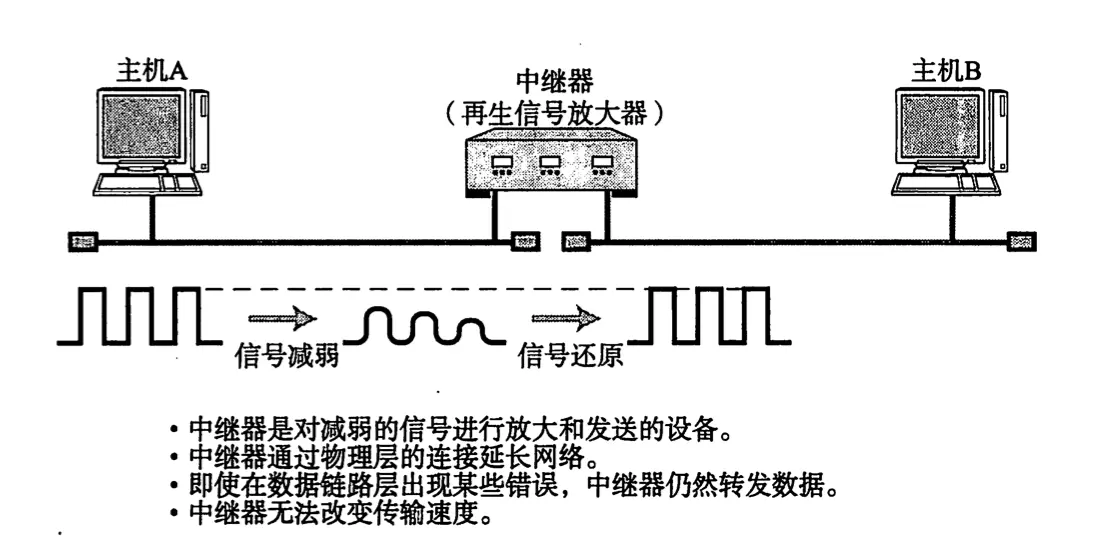 主机A
中继器
（再生信号放大器）
主机B
信号减弱
信号还原
・中继器是对减弱的信号进行放大和发送的设备。
・中继器通过物理层的连接延长网络。
・即使在数据链路层出现某些错误，中继器仍然转发数据。
・中继器无法改变传输速度。